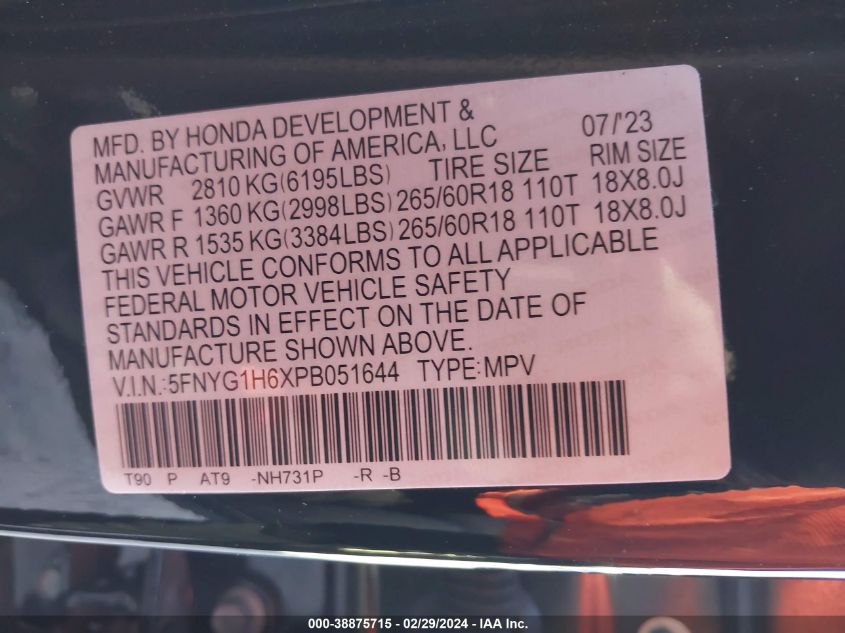 MFD. BY HONDA DEVELOPMENT &
MANUFACTURING OF AMERICA, LLC 07/'23
GVWR 2810 KG(6195LBS) TIRE SIZE RIM SIZE
GAWR F 1360 KG(2998LBS) 265/60R18 110T 18X8.0J
GAWR R 1535 KG(3384LBS) 265/60R18 110T 18X8.0J
THIS VEHICLE CONFORMS TO ALL APPLICABLE
FEDERAL MOTOR VEHICLE SAFETY
STANDARDS IN EFFECT ON THE DATE OF
MANUFACTURE SHOWN ABOVE.
V.I.N.:5FNYG1H6XPB051644 TYPE:MPV
T90 P AT9 -NH731P -R -B
000-38875715 - 02/29/2024 - IAA Inc.